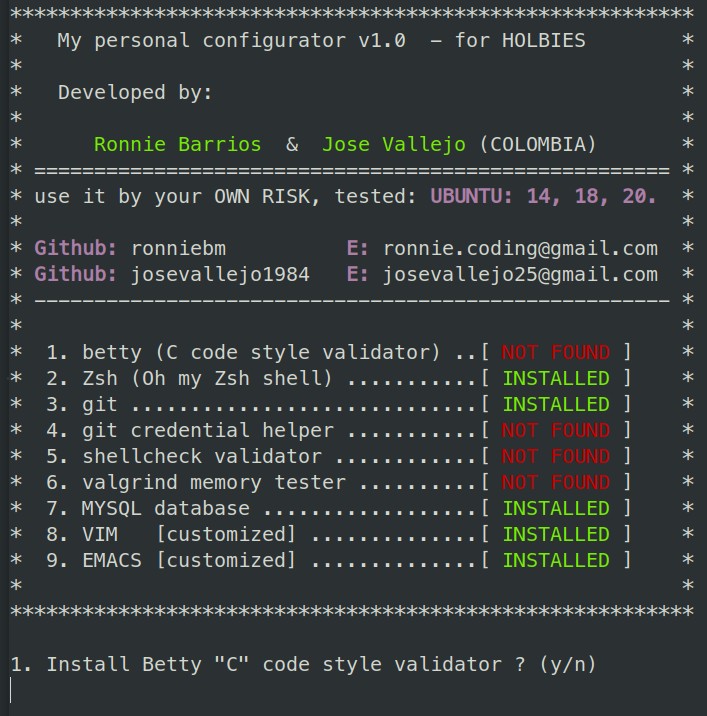 *********************************************************
* My personal configurator v1.0 – for HOLBIES *
* *
* Developed by: *
* *
* Ronnie Barrios & Jose Vallejo (COLOMBIA) *
* ===================================================== *
* use it by your OWN RISK, tested: UBUNTU: 14, 18, 20. *
* *
* Github: ronniebm E: ronnie.coding@gmail.com *
* Github: josevallejo1984 E: josevallejo25@gmail.com *
* ––––––––––––––––––––––––––––––––––––––––––––––––––––– *
* *
* 1. betty (C code style validator) ..[ NOT FOUND ] *
* 2. Zsh (Oh my Zsh shell) ...........[ INSTALLED ] *
* 3. git .............................[ INSTALLED ] *
* 4. git credential helper ...........[ NOT FOUND ] *
* 5. shellcheck validator ............[ NOT FOUND ] *
* 6. valgrind memory tester ..........[ NOT FOUND ] *
* 7. MYSQL database ..................[ INSTALLED ] *
* 8. VIM [customized] ..............[ INSTALLED ] *
* 9. EMACS [customized] ..............[ INSTALLED ] *
* *
*********************************************************
1. Install Betty "C" code style validator ? (y/n)